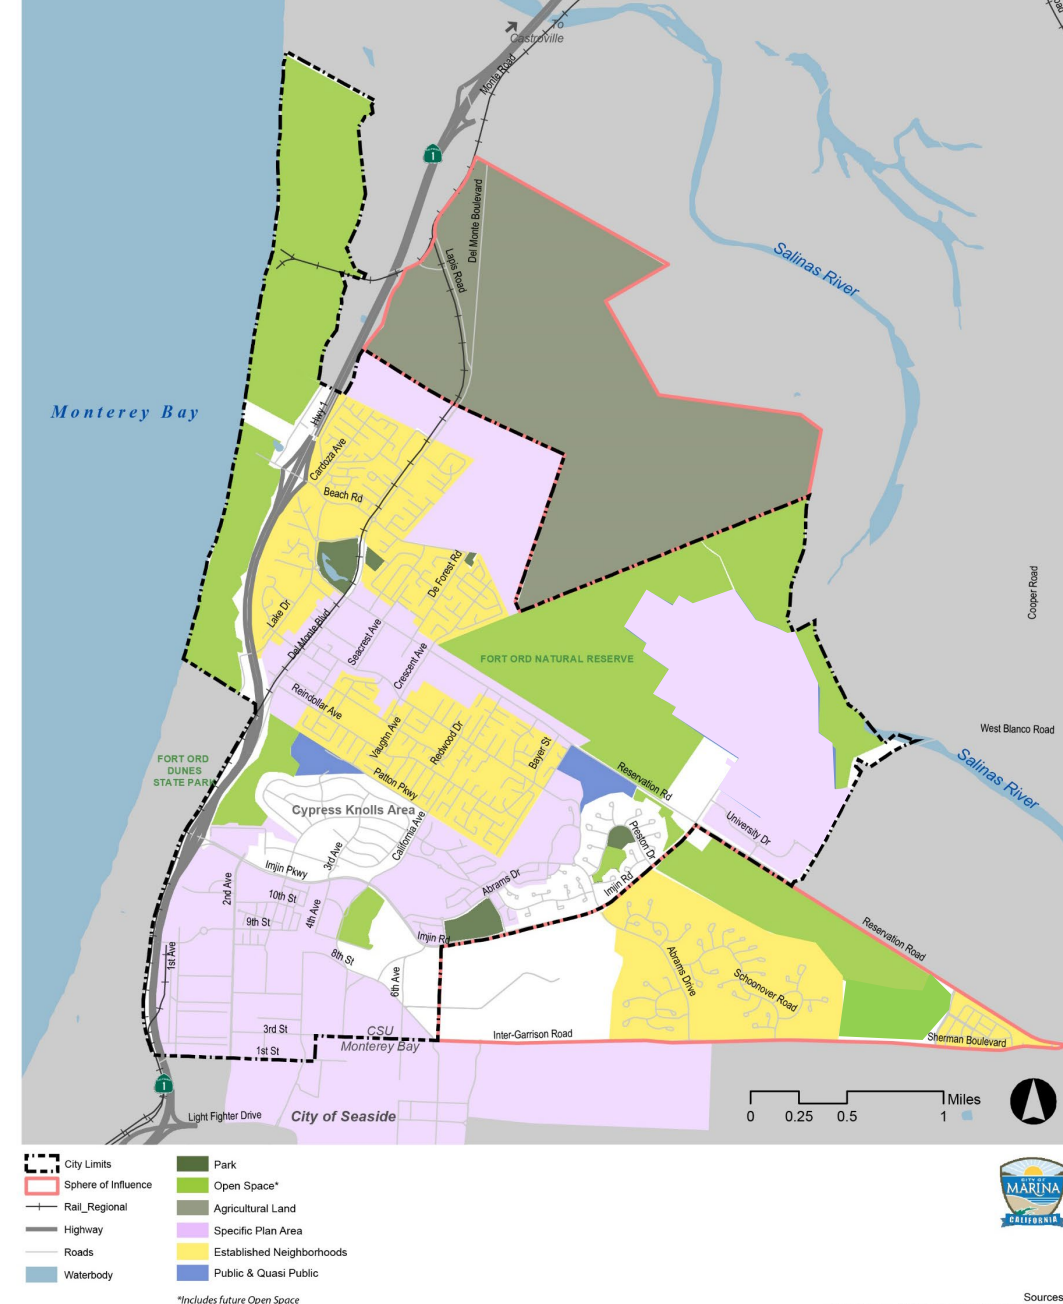 To
Castroville
Monte Road
1
Del Monte Boulevard
Lapis Road
Salinas River
Monterey Bay
Hwy 1
Cardoza Ave
Beach Rd
De Forest Rd
Cooper Road
Lake Dr
Del Monte Blvd
Seacrest Ave
Crescent Ave
FORT ORD NATURAL RESERVE
Reindollar Ave
Vaughn Ave
Redwood Dr
Bayer St
West Blanco Road
FORT ORD
DUNES
STATE PARK
Patton Pkwy
Reservation Rd
Salinas River
Cypress Knolls Area
California Ave
Preston Dr
University Dr
3rd Ave
Imjin Pkwy
2nd Ave
10th St
4th Ave
9th St
Abrams Dr
Imjin Rd
Imjin Rd
8th St
1st Ave
6th Ave
Abrams Drive
Schoonover Road
Reservation Road
3rd St
CSU
Monterey Bay
1st St
Inter-Garrison Road
Sherman Boulevard
1
Light Fighter Drive
City of Seaside
Miles
0 0.25 0.5 1
City Limits
Sphere of Influence
Rail_Regional
Highway
Roads
Waterbody
Park
Open Space*
Agricultural Land
Specific Plan Area
Established Neighborhoods
Public & Quasi Public
*Includes future Open Space
CITY OF
MARINA
CALIFORNIA
Sources